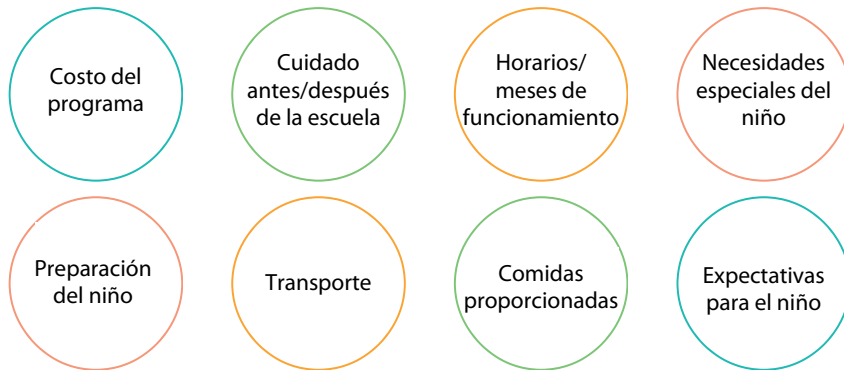 Costo del
programa
Cuidado
antes/después
de la escuela
Horarios/
meses de
funcionamiento
Necesidades
especiales del
niño
Preparación
del niño
Transporte
Comidas
proporcionadas
Expectativas
para el niño